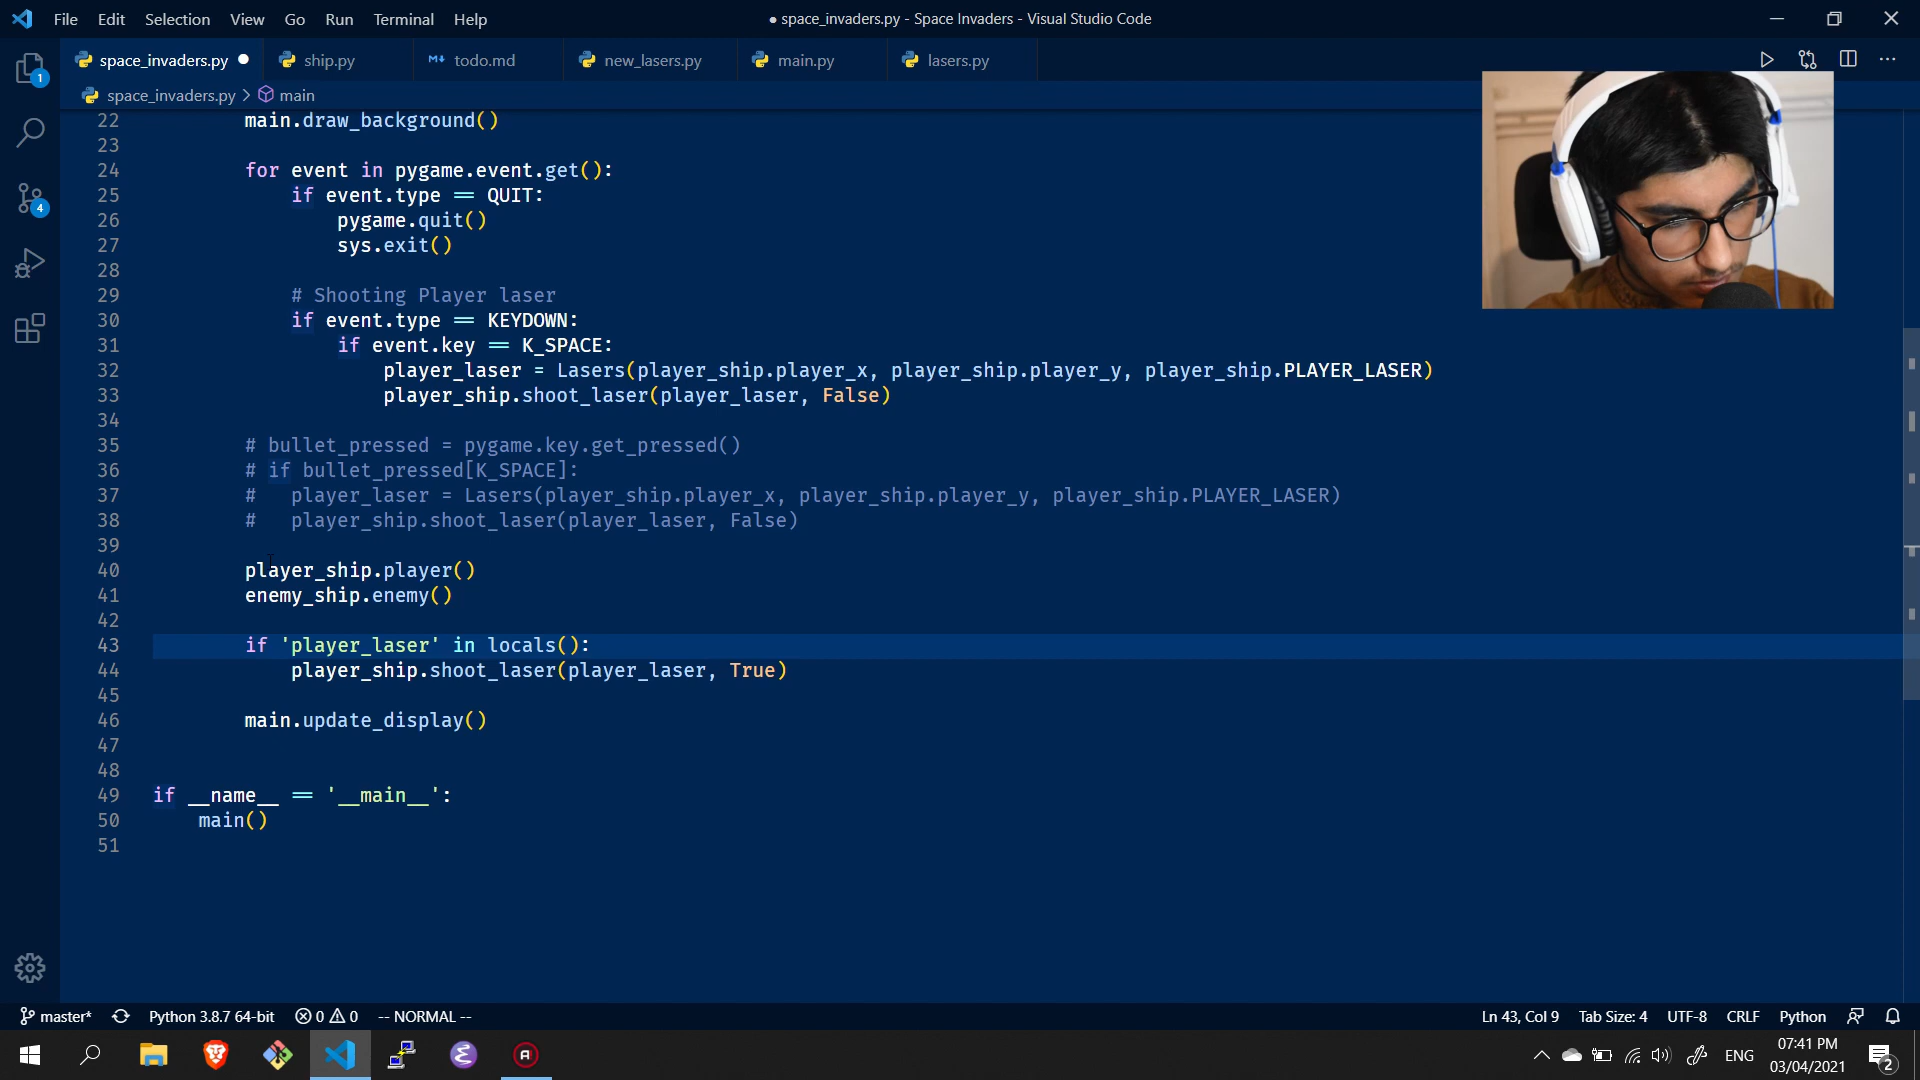 File Edit Selection View Go Run Terminal Help
● space_invaders.py - Space Invaders - Visual Studio Code
space_invaders.py ● ship.py todo.md new_lasers.py main.py lasers.py
space_invaders.py > main
1
4
22 main.draw_background()
23
24 for event in pygame.event.get():
25 if event.type == QUIT:
26 pygame.quit()
27 sys.exit()
28
29 # Shooting Player laser
30 if event.type == KEYDOWN:
31 if event.key == K_SPACE:
32 player_laser = Lasers(player_ship.player_x, player_ship.player_y, player_ship.PLAYER_LASER)
33 player_ship.shoot_laser(player_laser, False)
34
35 # bullet_pressed = pygame.key.get_pressed()
36 # if bullet_pressed[K_SPACE]:
37 # player_laser = Lasers(player_ship.player_x, player_ship.player_y, player_ship.PLAYER_LASER)
38 # player_ship.shoot_laser(player_laser, False)
39
40 player_ship.player()
41 enemy_ship.enemy()
42
43 if 'player_laser' in locals():
44 player_ship.shoot_laser(player_laser, True)
45
46 main.update_display()
47
48
49 if __name__ == '__main__':
50 main()
51
master* Python 3.8.7 64-bit 0 0 -- NORMAL -- Ln 43, Col 9 Tab Size: 4 UTF-8 CRLF Python
ENG 07:41 PM
03/04/2021
2